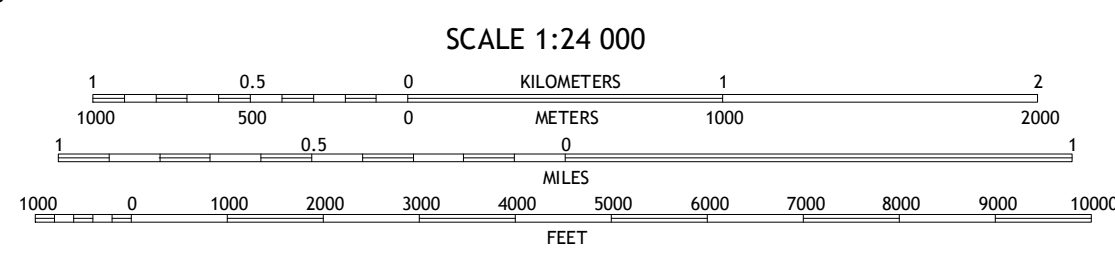 SCALE 1:24 000
1 0.5 0 KILOMETERS 1 2
1000 500 0 METERS 1000 2000
1 0.5 0 1
MILES
1000 0 1000 2000 3000 4000 5000 6000 7000 8000 9000 10000
FEET